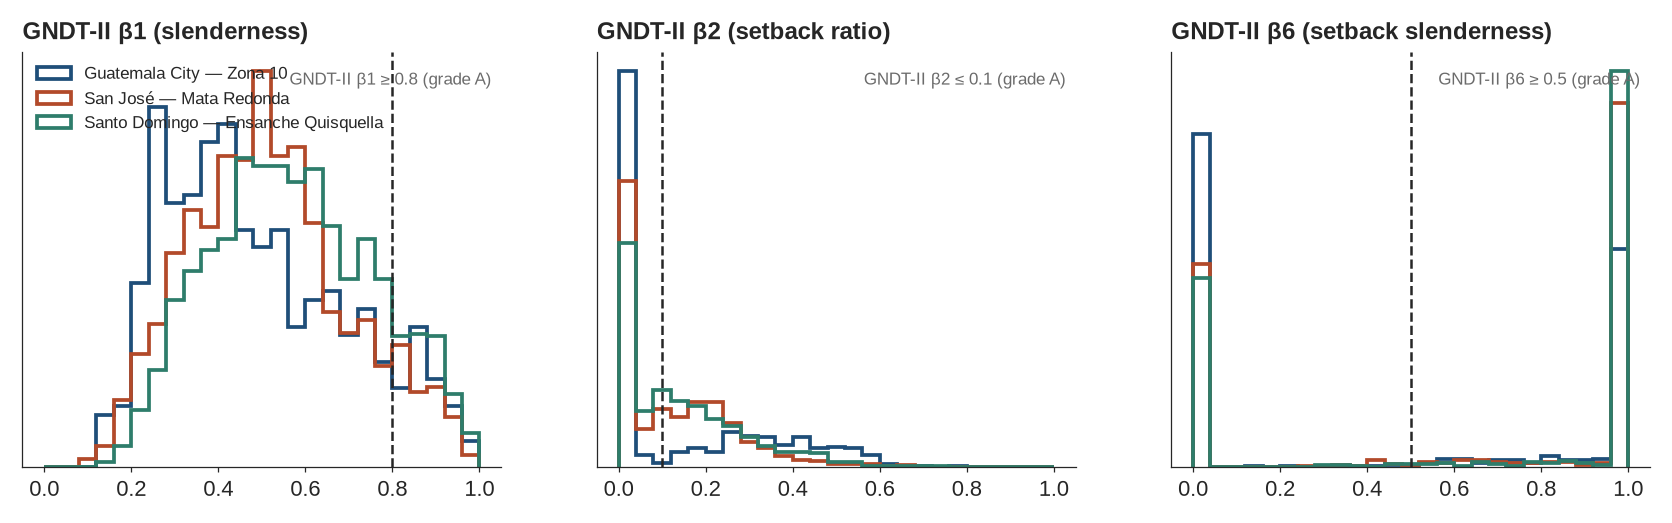 GNDT-II β1 (slenderness)
Guatemala City — Zona 10
San José — Mata Redonda
Santo Domingo — Ensanche Quisquella
GNDT-II β1 ≥ 0.8 (grade A)
0.0 0.2 0.4 0.6 0.8 1.0
GNDT-II β2 (setback ratio)
GNDT-II β2 ≤ 0.1 (grade A)
0.0 0.2 0.4 0.6 0.8 1.0
GNDT-II β6 (setback slenderness)
GNDT-II β6 ≥ 0.5 (grade A)
0.0 0.2 0.4 0.6 0.8 1.0